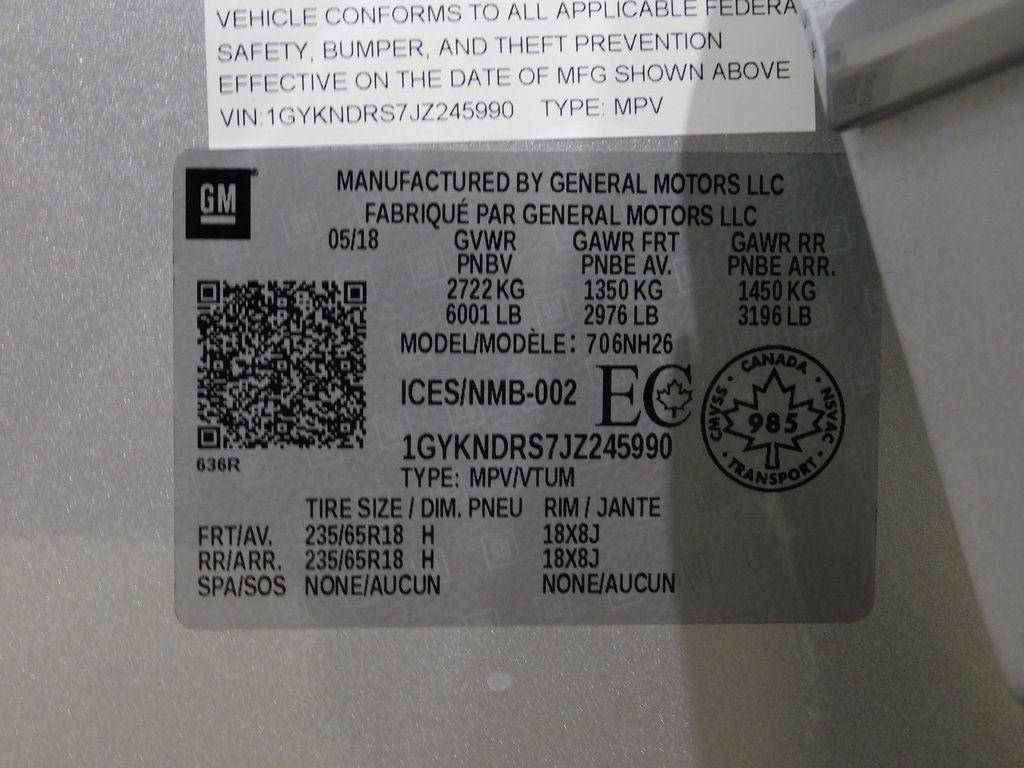 VEHICLE CONFORMS TO ALL APPLICABLE FEDERA
SAFETY, BUMPER, AND THEFT PREVENTION
EFFECTIVE ON THE DATE OF MFG SHOWN ABOVE
VIN:1GYKNDRS7JZ245990 TYPE: MPV
GM
MANUFACTURED BY GENERAL MOTORS LLC
FABRIQUÉ PAR GENERAL MOTORS LLC
05/18 GVWR GAWR FRT GAWR RR
PNBV PNBE AV. PNBE ARR.
2722 KG 1350 KG 1450 KG
6001 LB 2976 LB 3196 LB
MODEL/MODÈLE: 706NH26
ICES/NMB-002 EC
CANADA
CMVSS 985 NSVAC
TRANSPORT
1GYKNDRS7JZ245990
636R
TYPE: MPV/VTUM
TIRE SIZE / DIM. PNEU RIM / JANTE
FRT/AV. 235/65R18 H 18X8J
RR/ARR. 235/65R18 H 18X8J
SPA/SOS NONE/AUCUN NONE/AUCUN